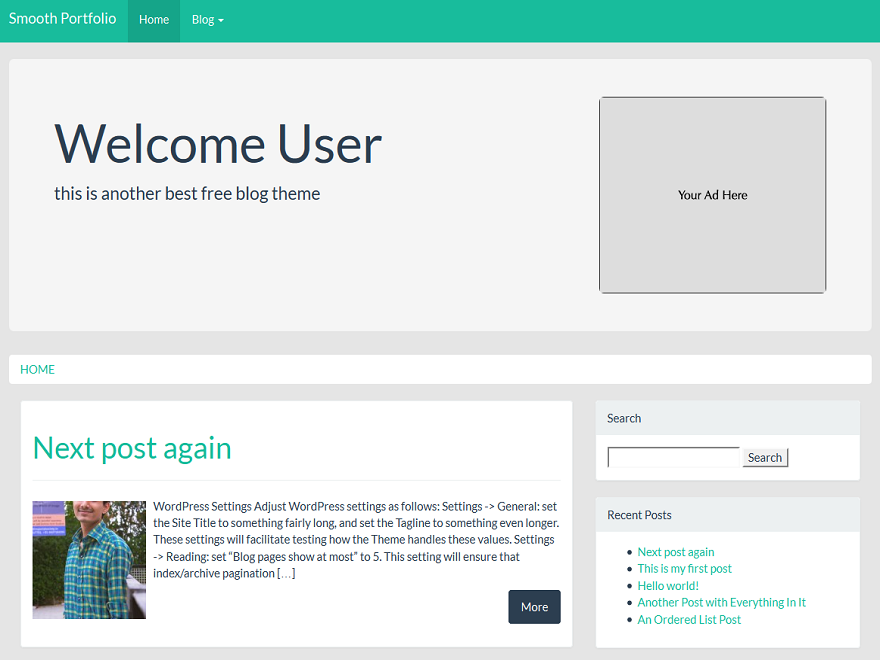 Smooth Portfolio Home Blog
Welcome User
this is another best free blog theme
Your Ad Here
HOME
Next post again
WordPress Settings Adjust WordPress settings as follows: Settings -> General: set
the Site Title to something fairly long, and set the Tagline to something even longer.
These settings will facilitate testing how the Theme handles these values. Settings
-> Reading: set “Blog pages show at most” to 5. This setting will ensure that
index/archive pagination […]
More
Search
Search
Recent Posts
Next post again
This is my first post
Hello world!
Another Post with Everything In It
An Ordered List Post